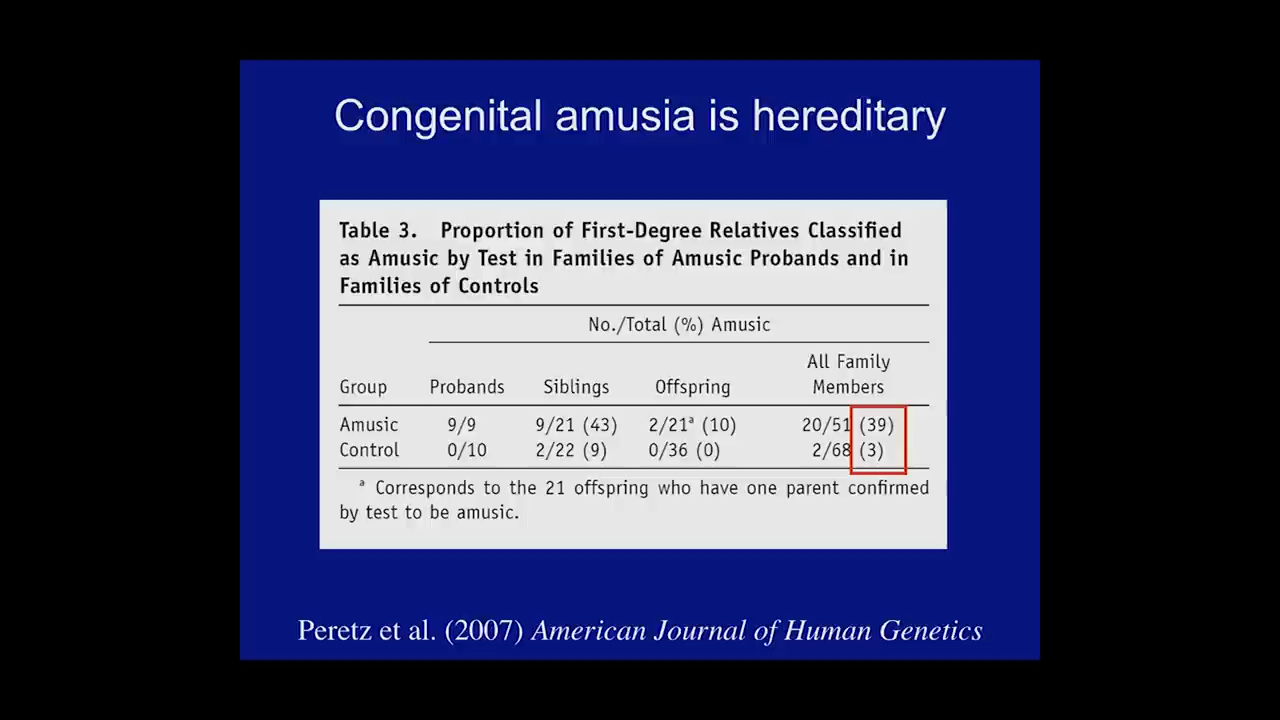 Congenital amusia is hereditary
Table 3. Proportion of First-Degree Relatives Classified
as Amusic by Test in Families of Amusic Probands and in
Families of Controls
No./Total (%) Amusic
All Family
Group Probands Siblings Offspring Members
Amusic 9/9 9/21 (43) 2/21ᵃ (10) 20/51 (39)
Control 0/10 2/22 (9) 0/36 (0) 2/68 (3)
ᵃ Corresponds to the 21 offspring who have one parent confirmed
by test to be amusic.
Peretz et al. (2007) American Journal of Human Genetics